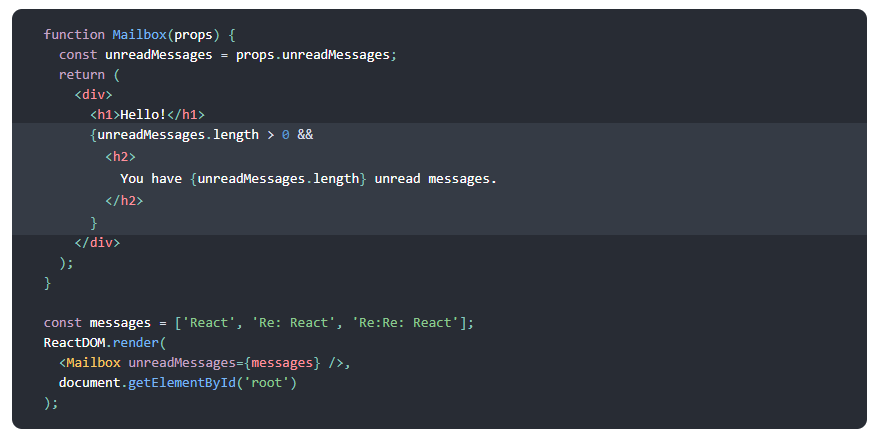 function Mailbox(props) {
  const unreadMessages = props.unreadMessages;
  return (
    <div>
      <h1>Hello!</h1>
      {unreadMessages.length > 0 &&
        <h2>
          You have {unreadMessages.length} unread messages.
        </h2>
      }
    </div>
  );
}

const messages = ['React', 'Re: React', 'Re:Re: React'];
ReactDOM.render(
  <Mailbox unreadMessages={messages} />,
  document.getElementById('root')
);